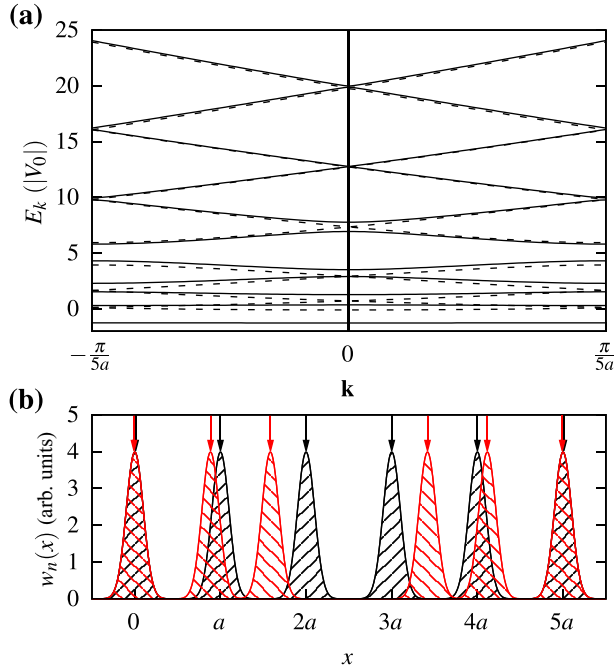 (a)
25
20
15
10
5
0
E_k (|V_0|)
−π/5a 0 π/5a
k
(b)
5
4
3
2
1
0
w_n(x) (arb. units)
0 a 2a 3a 4a 5a
x